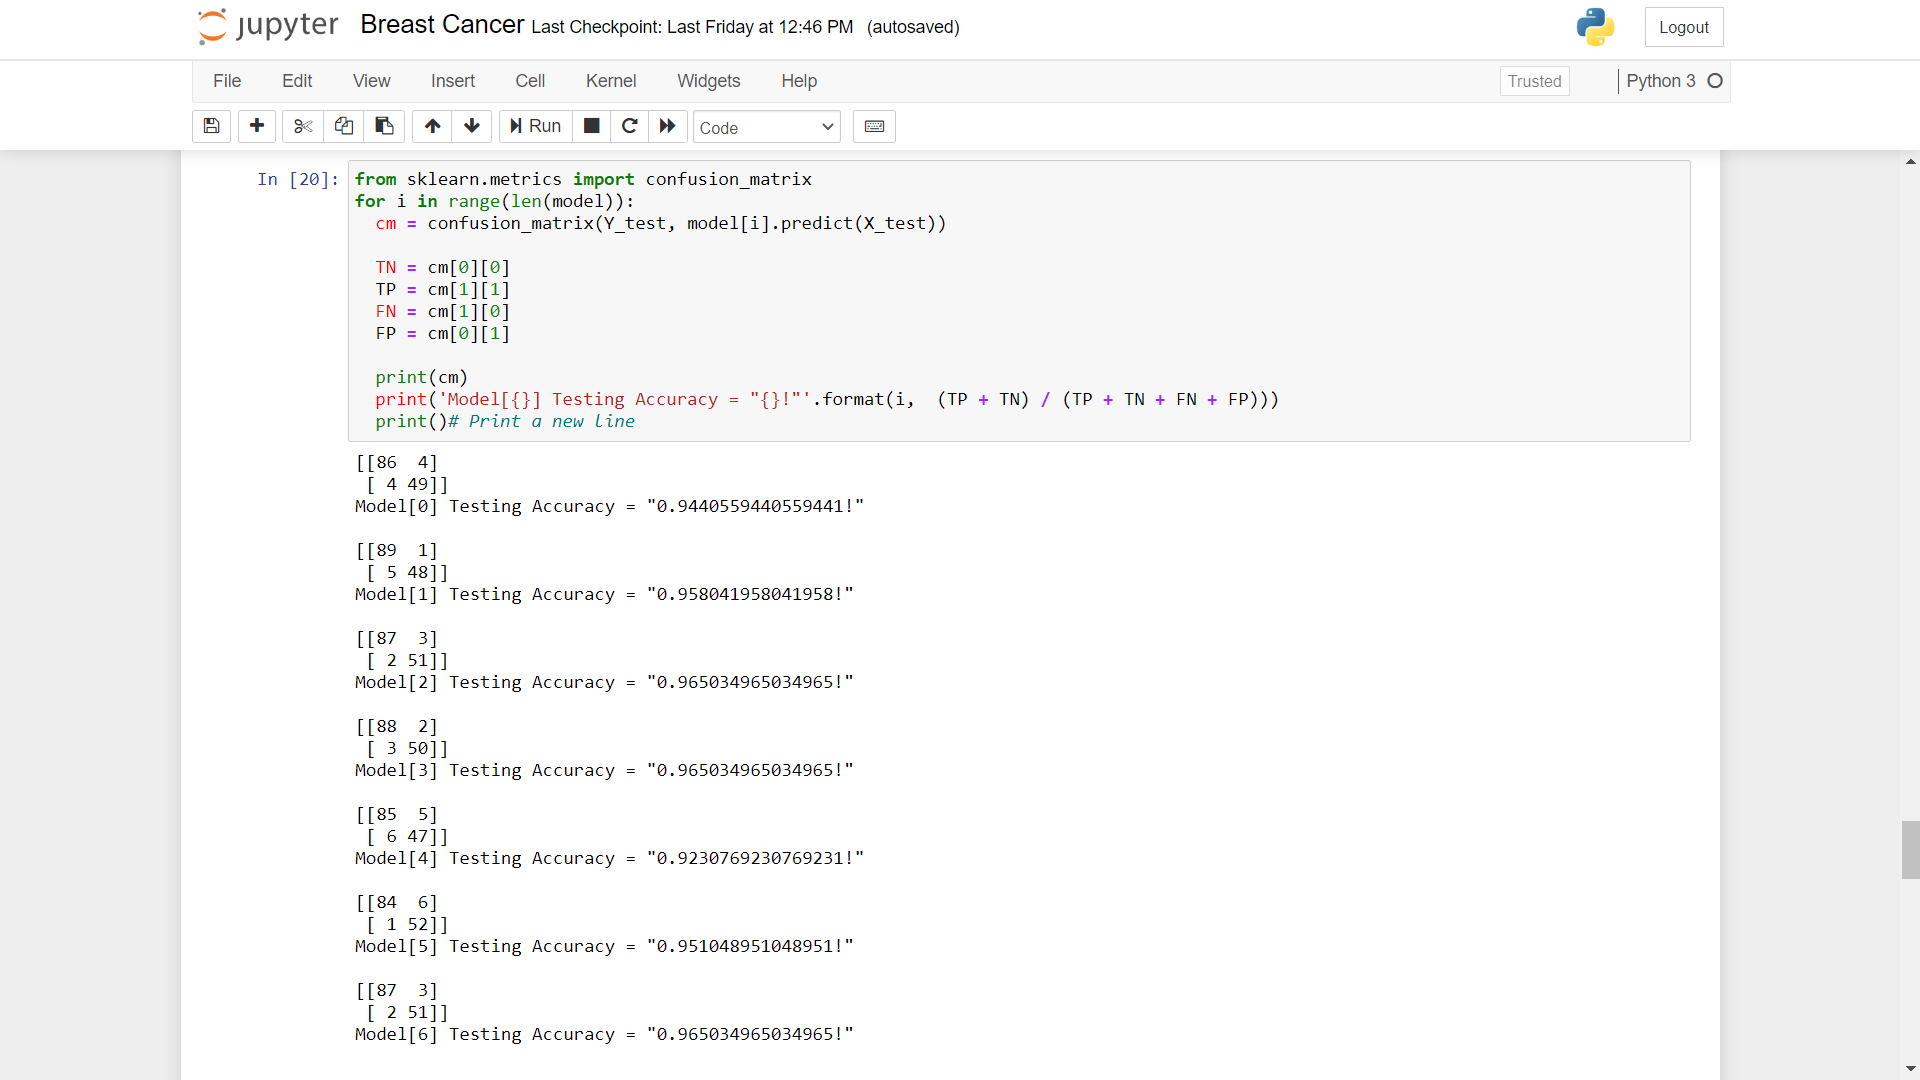 jupyter Breast Cancer Last Checkpoint: Last Friday at 12:46 PM (autosaved) Logout
File Edit View Insert Cell Kernel Widgets Help Trusted Python 3
Run Code
In [20]: from sklearn.metrics import confusion_matrix
for i in range(len(model)):
  cm = confusion_matrix(Y_test, model[i].predict(X_test))
  TN = cm[0][0]
  TP = cm[1][1]
  FN = cm[1][0]
  FP = cm[0][1]
  print(cm)
  print('Model[{}] Testing Accuracy = "{}!"'.format(i,  (TP + TN) / (TP + TN + FN + FP)))
  print()# Print a new line
[[86  4]
 [ 4 49]]
Model[0] Testing Accuracy = "0.9440559440559441!"
[[89  1]
 [ 5 48]]
Model[1] Testing Accuracy = "0.958041958041958!"
[[87  3]
 [ 2 51]]
Model[2] Testing Accuracy = "0.965034965034965!"
[[88  2]
 [ 3 50]]
Model[3] Testing Accuracy = "0.965034965034965!"
[[85  5]
 [ 6 47]]
Model[4] Testing Accuracy = "0.9230769230769231!"
[[84  6]
 [ 1 52]]
Model[5] Testing Accuracy = "0.951048951048951!"
[[87  3]
 [ 2 51]]
Model[6] Testing Accuracy = "0.965034965034965!"